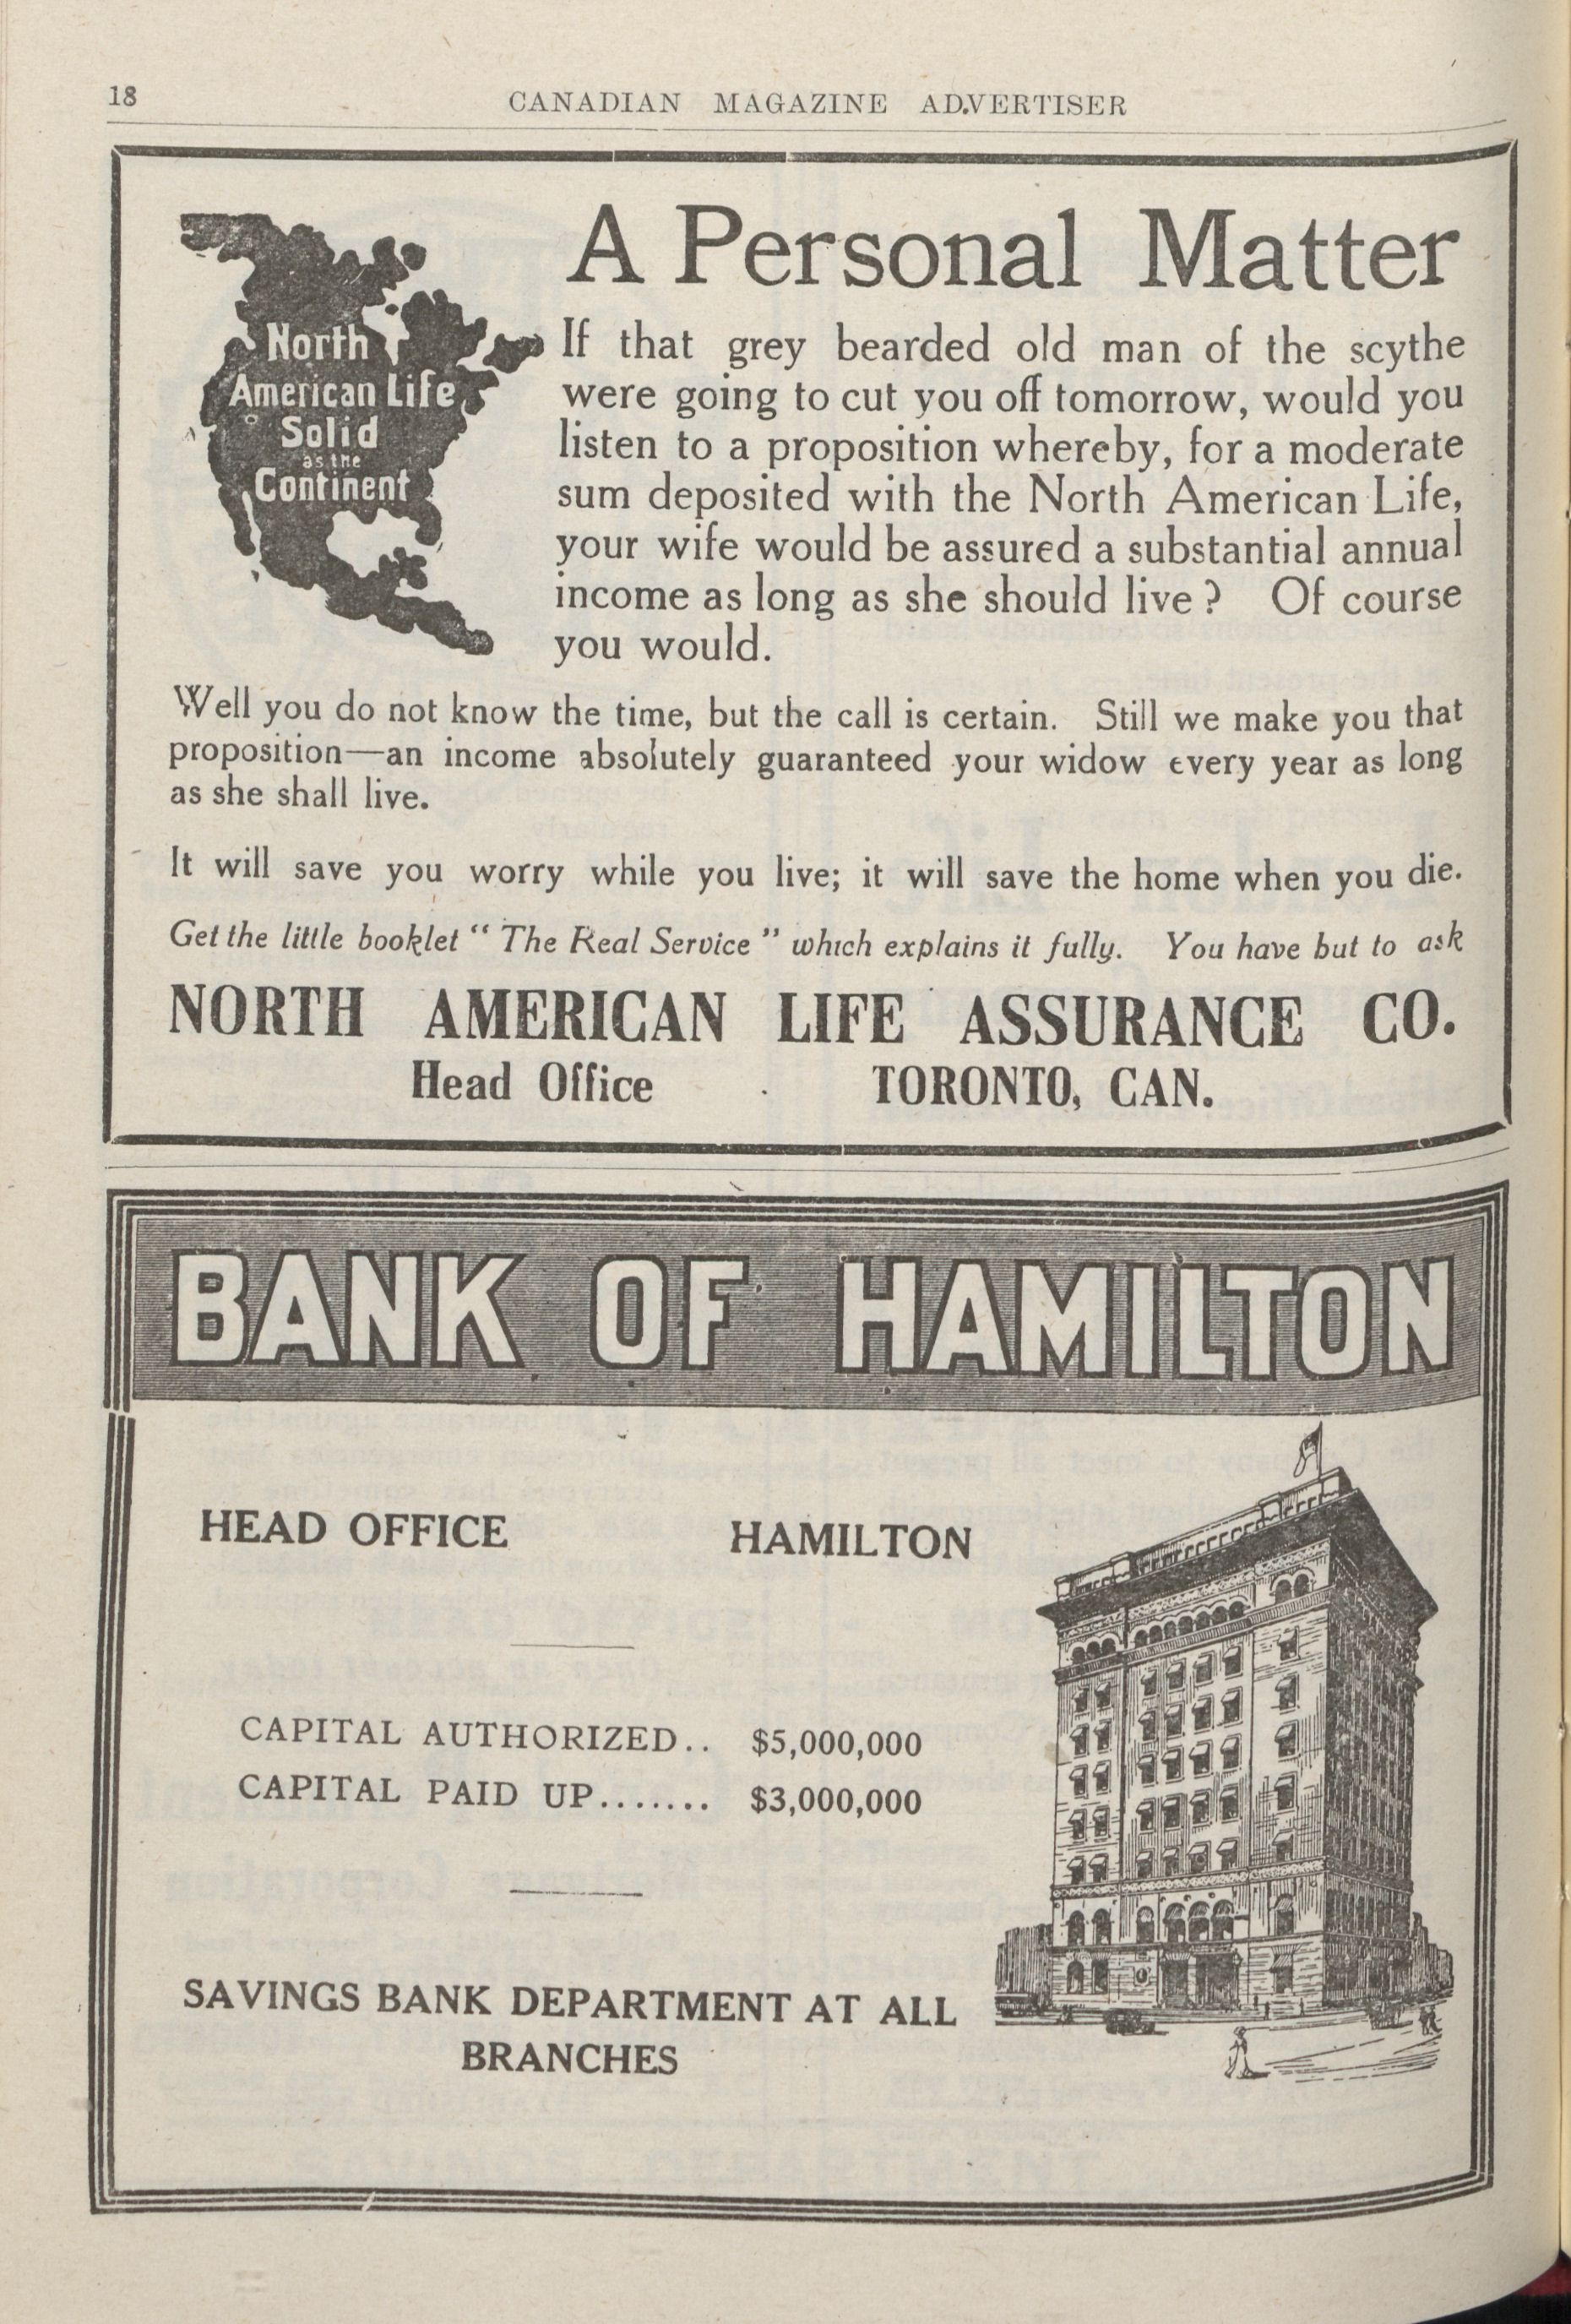 18
CANADIAN MAGAZINE ADVERTISER
North
American Life
Solid
as the
Continent
A Personal Matter
If that grey bearded old man of the scythe
were going to cut you off tomorrow, would you
listen to a proposition whereby, for a moderate
sum deposited with the North American Life,
your wife would be assured a substantial annual
income as long as she should live? Of course
you would.
Well you do not know the time, but the call is certain. Still we make you that
proposition—an income absolutely guaranteed your widow every year as long
as she shall live.
It will save you worry while you live; it will save the home when you die.
Get the little booklet “ The Real Service ” which explains it fully. You have but to ask
NORTH AMERICAN LIFE ASSURANCE CO.
Head Office TORONTO, CAN.
BANK OF HAMILTON
HEAD OFFICE HAMILTON
CAPITAL AUTHORIZED.. $5,000,000
CAPITAL PAID UP....... $3,000,000
SAVINGS BANK DEPARTMENT AT ALL
BRANCHES